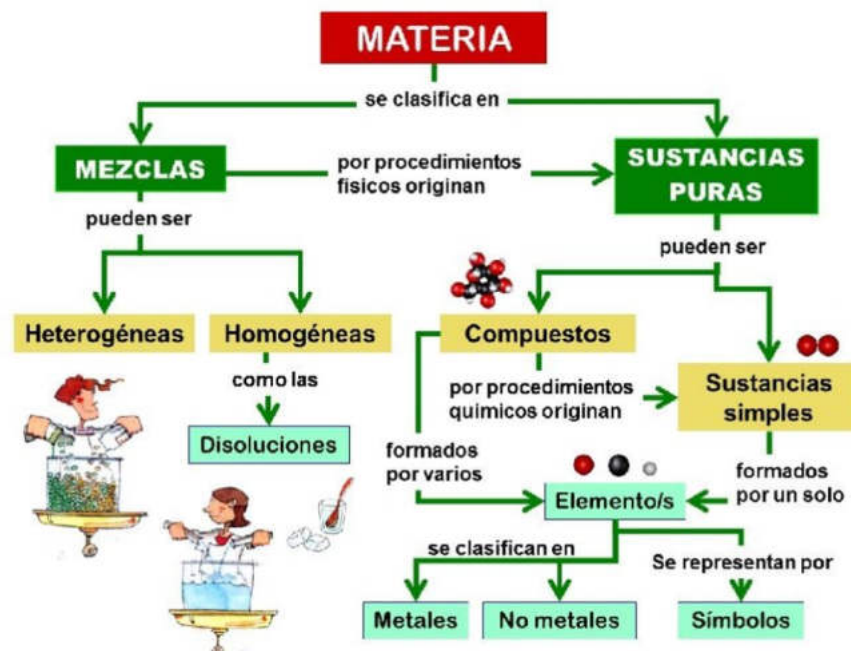 MATERIA
se clasifica en
MEZCLAS
por procedimientos
físicos originan
SUSTANCIAS
PURAS
pueden ser
pueden ser
Heterogéneas
Homogéneas
Compuestos
como las
por procedimientos
químicos originan
Sustancias
simples
Disoluciones
formados
por varios
formados
por un solo
Elemento/s
se clasifican en
Se representan por
Metales
No metales
Símbolos